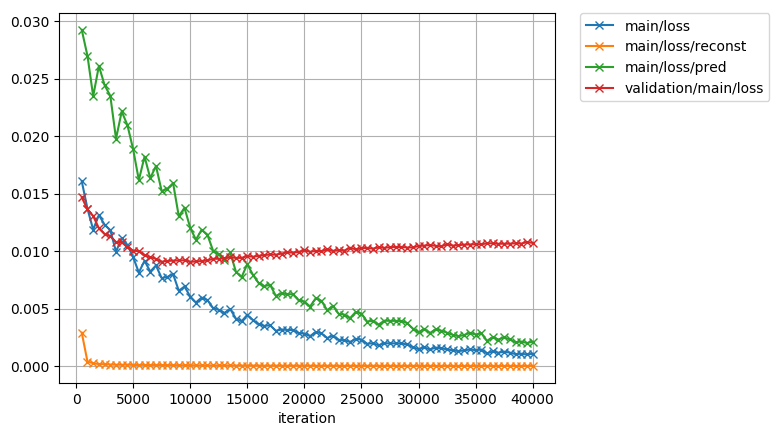 0.030
0.025
0.020
0.015
0.010
0.005
0.000
0 5000 10000 15000 20000 25000 30000 35000 40000
iteration
main/loss
main/loss/reconst
main/loss/pred
validation/main/loss